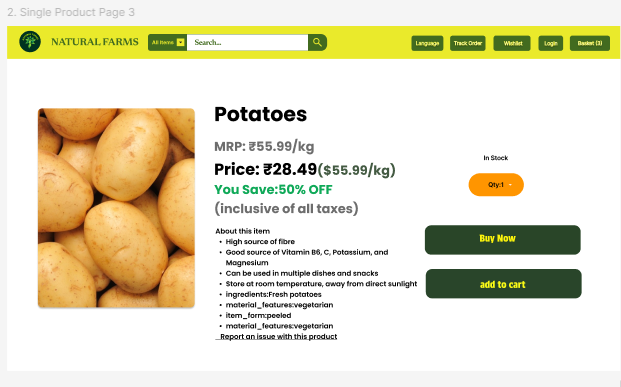 2. Single Product Page 3
NATURAL FARMS
All Items
Search...
Language
Track Order
Wishlist
Login
Basket (3)
Potatoes
MRP: ₹55.99/kg
Price: ₹28.49($55.99/kg)
You Save:50% OFF
(inclusive of all taxes)
In Stock
Qty:1
Buy Now
add to cart
About this item
• High source of fibre
• Good source of Vitamin B6, C, Potassium, and
Magnesium
• Can be used in multiple dishes and snacks
• Store at room temperature, away from direct sunlight
• ingredients:Fresh potatoes
• material_features:vegetarian
• item_form:peeled
• material_features:vegetarian
Report an issue with this product